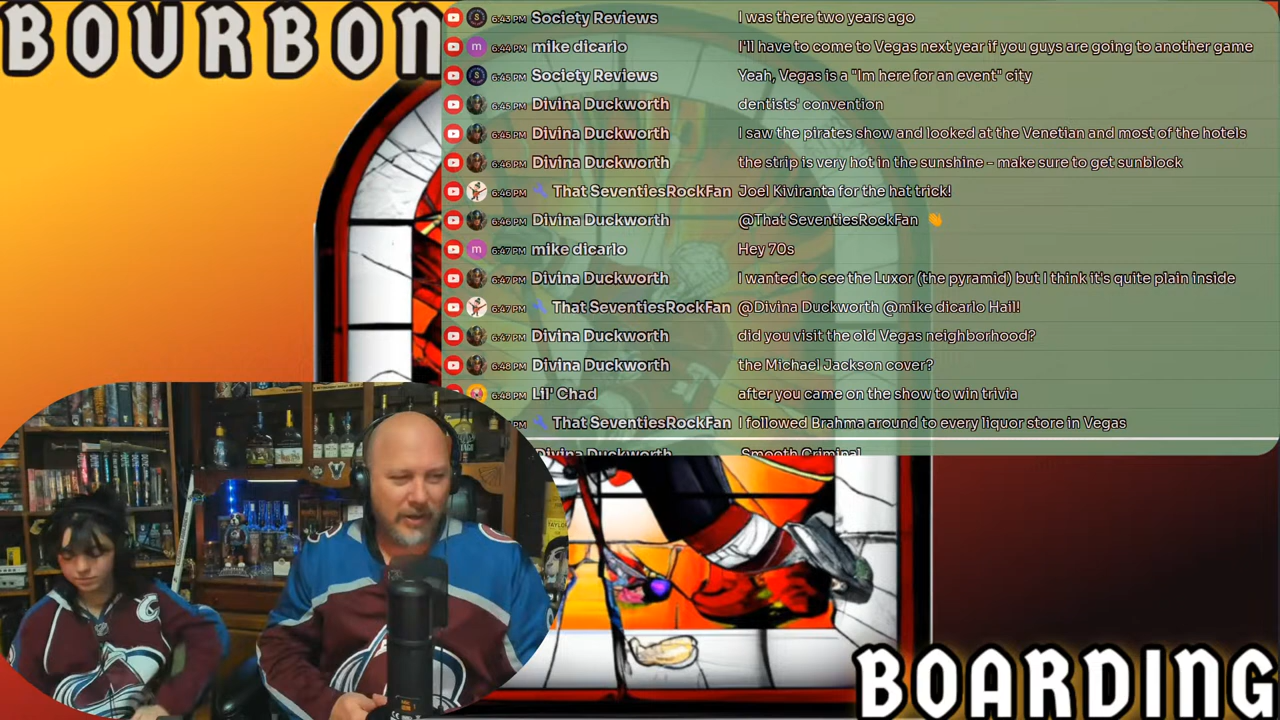 BOURBON
6:43 PM Society Reviews I was there two years ago
m 6:44 PM mike dicarlo I'll have to come to Vegas next year if you guys are going to another game
6:45 PM Society Reviews Yeah, Vegas is a "Im here for an event" city
6:45 PM Divina Duckworth dentists' convention
6:45 PM Divina Duckworth I saw the pirates show and looked at the Venetian and most of the hotels
6:46 PM Divina Duckworth the strip is very hot in the sunshine - make sure to get sunblock
6:46 PM That SeventiesRockFan Joel Kiviranta for the hat trick!
6:46 PM Divina Duckworth @That SeventiesRockFan 👋
m 6:47 PM mike dicarlo Hey 70s
6:47 PM Divina Duckworth I wanted to see the Luxor (the pyramid) but I think it's quite plain inside
6:47 PM That SeventiesRockFan @Divina Duckworth @mike dicarlo Hail!
6:47 PM Divina Duckworth did you visit the old Vegas neighborhood?
6:48 PM Divina Duckworth the Michael Jackson cover?
6:48 PM Lil' Chad after you came on the show to win trivia
PM That SeventiesRockFan I followed Brahma around to every liquor store in Vegas
Divina Duckworth Smooth Criminal
C
BOARDING